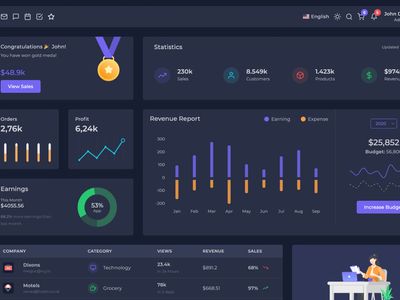 English
John
Congratulations 🎉 John!
You have won gold medal
$48.9k
View Sales
Statistics
Updated
230k
Sales
8.549k
Customers
1.423k
Products
$974
Revenue
Orders
2,76k
Profit
6,24k
Revenue Report
Earning
Expense
300
200
100
0
-100
-200
Jan
Feb
Mar
Apr
May
Jun
Jul
Aug
Sep
2020
$25,852
Budget: 56,800
Increase Budget
Earnings
This Month
$4055.56
68.2% more earnings than
last month.
53%
App
COMPANY
CATEGORY
VIEWS
REVENUE
SALES
Dixons
Technology
23.4k
in 24 hours
$891.2
68%
Motels
Grocery
78k
$668.51
97%